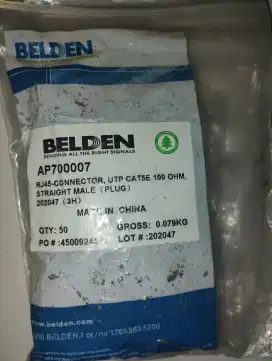 BELDEN
BELDEN
SENDING ALL THE RIGHT SIGNALS
AP700007
RJ45-CONNECTOR, UTP CAT5E 100 OHM,
STRAIGHT MALE (PLUG)
202047 (3H)
MADE IN CHINA
QTY: 50 GROSS: 0.079KG
PO #: LOT #: 202047
www.belden.com